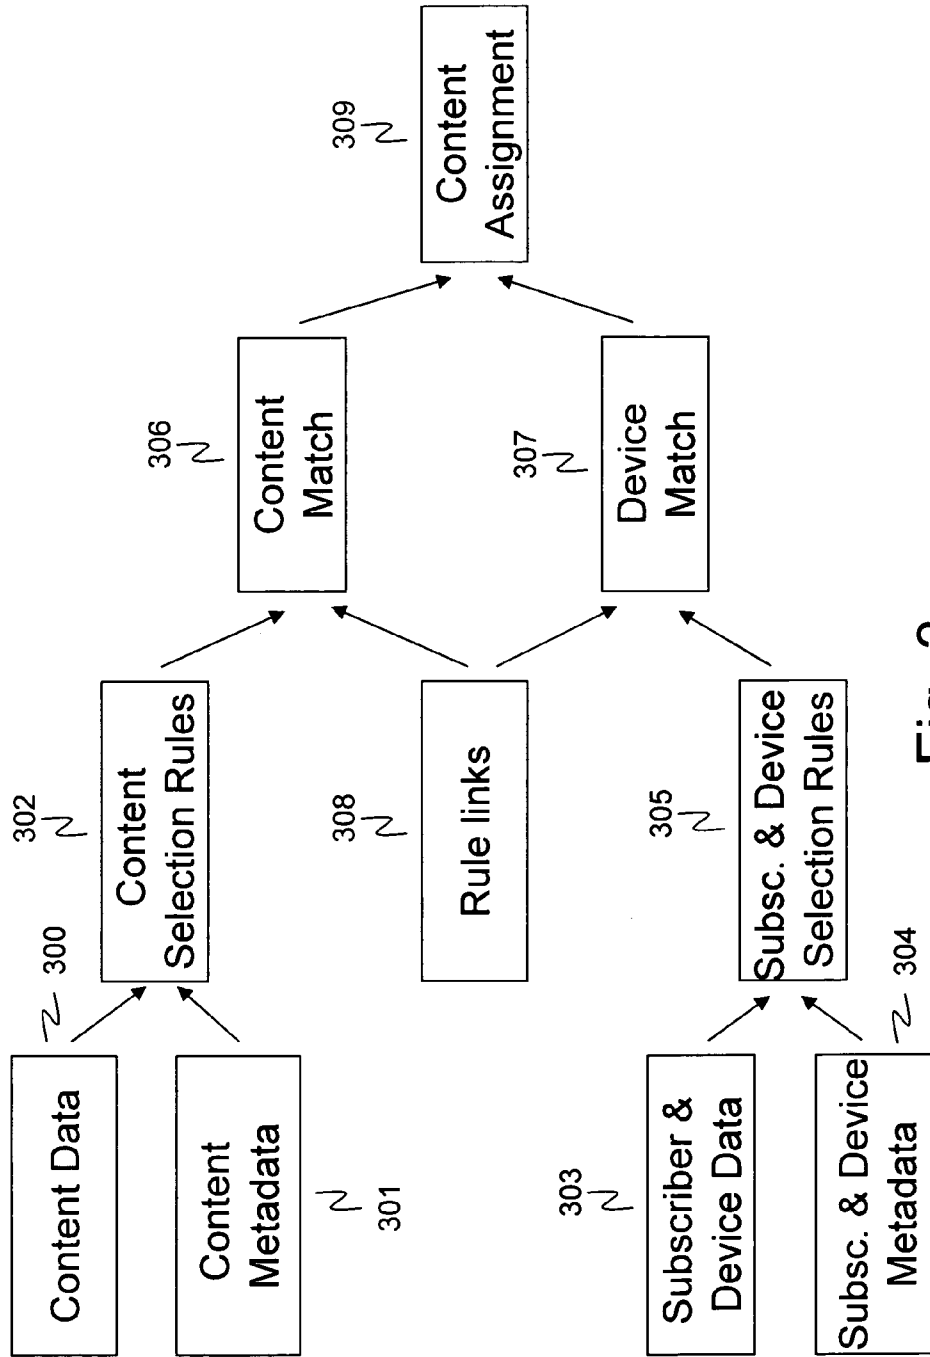 Content Data
300
Content
Metadata
301
302
Content
Selection Rules
303
Subscriber &
Device Data
Subsc. & Device
Metadata
304
308
Rule links
305
Subsc. & Device
Selection Rules
306
Content
Match
307
Device
Match
309
Content
Assignment